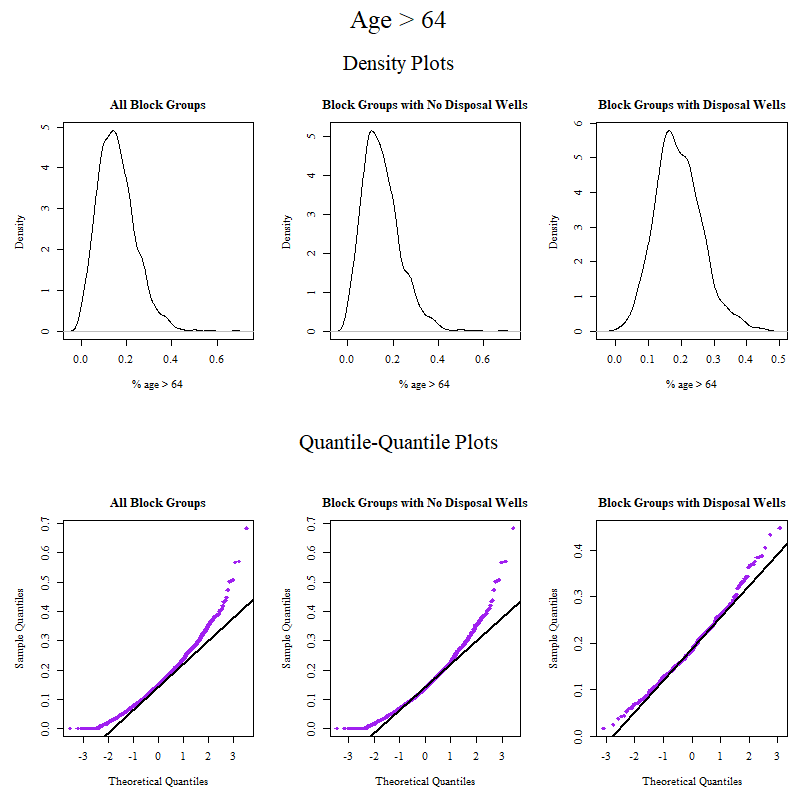 Age > 64
Density Plots
All Block Groups
Block Groups with No Disposal Wells
Block Groups with Disposal Wells
Density
0 1 2 3 4 5
0.0 0.2 0.4 0.6
% age > 64
Density
0 1 2 3 4 5
0.0 0.2 0.4 0.6
% age > 64
Density
0 1 2 3 4 5 6
0.0 0.1 0.2 0.3 0.4 0.5
% age > 64
Quantile-Quantile Plots
All Block Groups
Block Groups with No Disposal Wells
Block Groups with Disposal Wells
Sample Quantiles
0.0 0.1 0.2 0.3 0.4 0.5 0.6 0.7
-3 -2 -1 0 1 2 3
Theoretical Quantiles
Sample Quantiles
0.0 0.1 0.2 0.3 0.4 0.5 0.6 0.7
-3 -2 -1 0 1 2 3
Theoretical Quantiles
Sample Quantiles
0.0 0.1 0.2 0.3 0.4
-3 -2 -1 0 1 2 3
Theoretical Quantiles